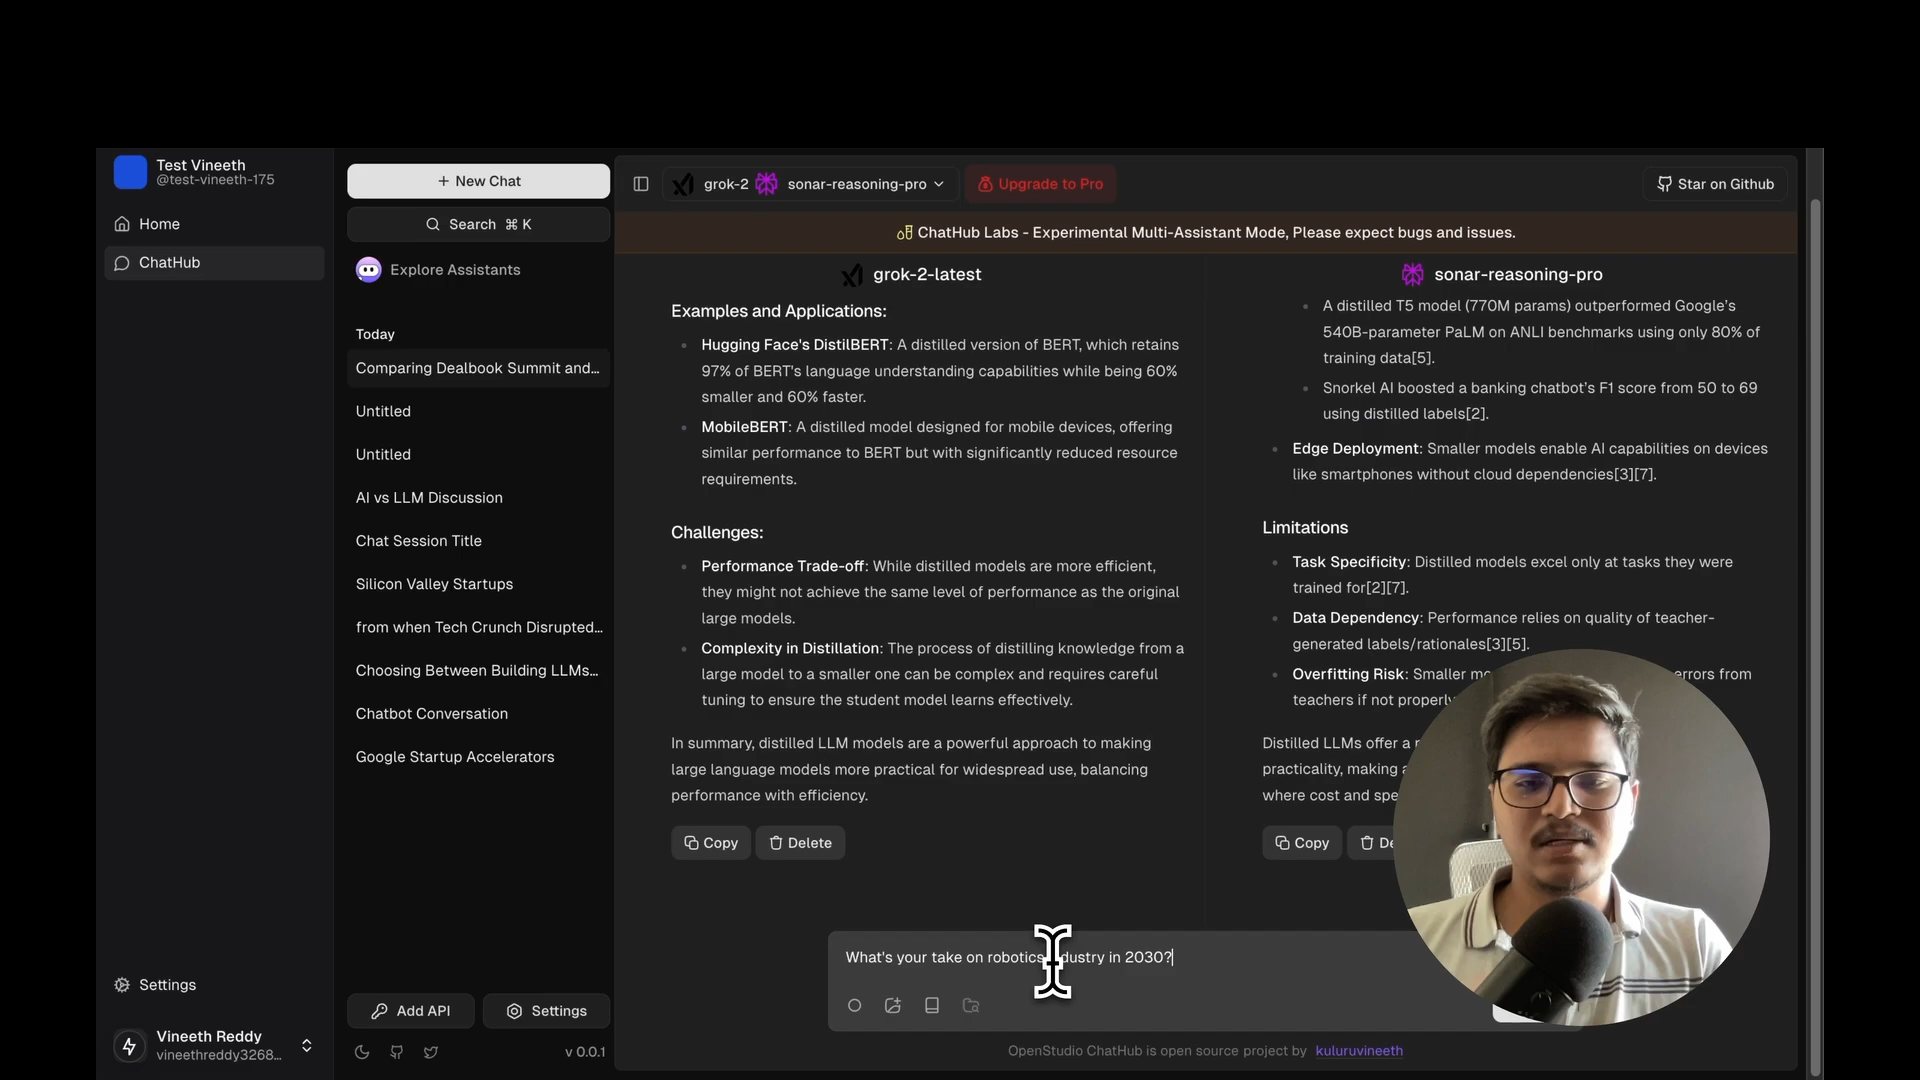 Test Vineeth
@test-vineeth-175
Home
ChatHub
Settings
Vineeth Reddy
vineethreddy3268...
+ New Chat
Search ⌘ K
Explore Assistants
Today
Comparing Dealbook Summit and...
Untitled
Untitled
AI vs LLM Discussion
Chat Session Title
Silicon Valley Startups
from when Tech Crunch Disrupted...
Choosing Between Building LLMs...
Chatbot Conversation
Google Startup Accelerators
Add API
Settings
v 0.0.1
grok-2 sonar-reasoning-pro
Upgrade to Pro
Star on Github
ChatHub Labs - Experimental Multi-Assistant Mode, Please expect bugs and issues.
grok-2-latest
Examples and Applications:
Hugging Face's DistilBERT: A distilled version of BERT, which retains
97% of BERT's language understanding capabilities while being 60%
smaller and 60% faster.
MobileBERT: A distilled model designed for mobile devices, offering
similar performance to BERT but with significantly reduced resource
requirements.
Challenges:
Performance Trade-off: While distilled models are more efficient,
they might not achieve the same level of performance as the original
large models.
Complexity in Distillation: The process of distilling knowledge from a
large model to a smaller one can be complex and requires careful
tuning to ensure the student model learns effectively.
In summary, distilled LLM models are a powerful approach to making
large language models more practical for widespread use, balancing
performance with efficiency.
Copy
Delete
sonar-reasoning-pro
A distilled T5 model (770M params) outperformed Google's
540B-parameter PaLM on ANLI benchmarks using only 80% of
training data[5].
Snorkel AI boosted a banking chatbot's F1 score from 50 to 69
using distilled labels[2].
Edge Deployment: Smaller models enable AI capabilities on devices
like smartphones without cloud dependencies[3][7].
Limitations
Task Specificity: Distilled models excel only at tasks they were
trained for[2][7].
Data Dependency: Performance relies on quality of teacher-
generated labels/rationales[3][5].
Overfitting Risk: Smaller errors from
teachers if not
Distilled LLMs offer a
practicality, making
where cost and
Copy
What's your take on robotics in 2030?
OpenStudio ChatHub is open source project by kuluruvineeth